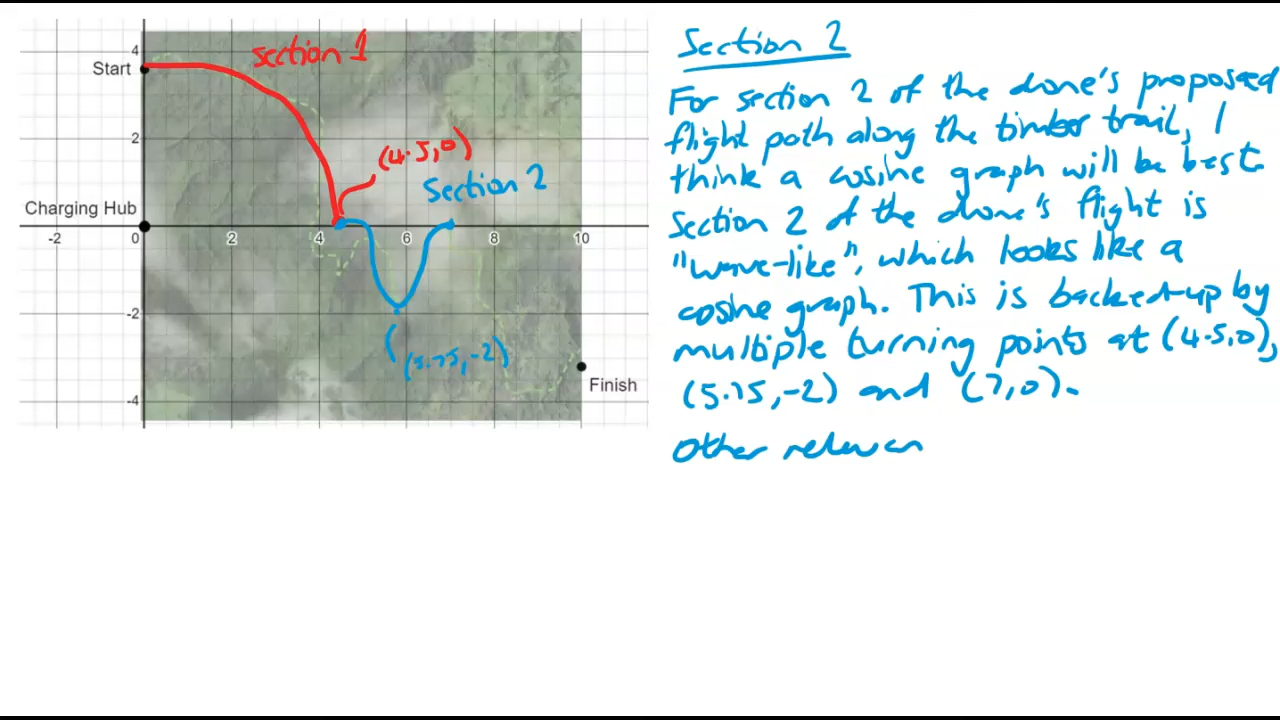 4
section 1
Start
2
(4.5,0)
section 2
Charging Hub
-2
0
2
4
6
8
10
-2
(5.75,-2)
Finish
-4
Section 2
For section 2 of the drone's proposed
flight path along the timber trail, I
think a cosine graph will be best.
Section 2 of the drone's flight is
"wave-like", which looks like a
cosine graph. This is backed-up by
multiple turning points at (4.5,0),
(5.75,-2) and (7,0).
Other relevan